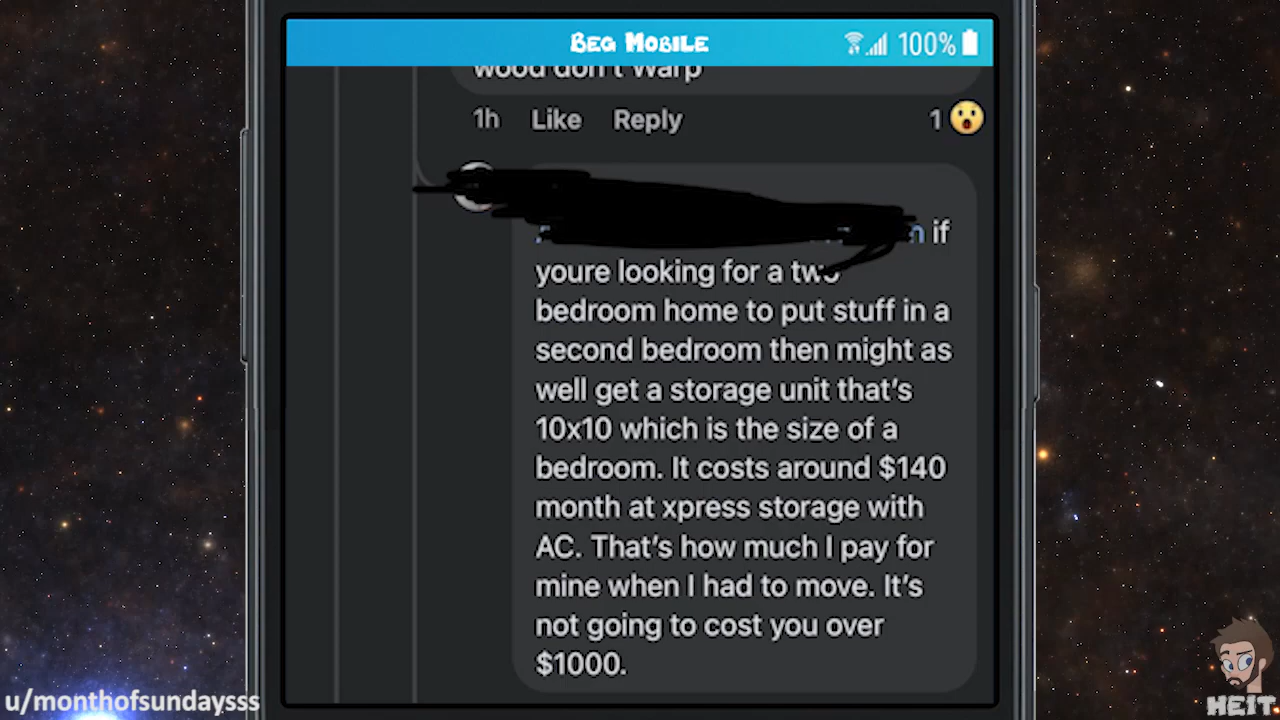 Beg Mobile
100%
wood don't Warp
1h Like Reply 1
if
youre looking for a two
bedroom home to put stuff in a
second bedroom then might as
well get a storage unit that's
10x10 which is the size of a
bedroom. It costs around $140
month at xpress storage with
AC. That's how much I pay for
mine when I had to move. It's
not going to cost you over
$1000.
u/monthofsundaysss
HEIT